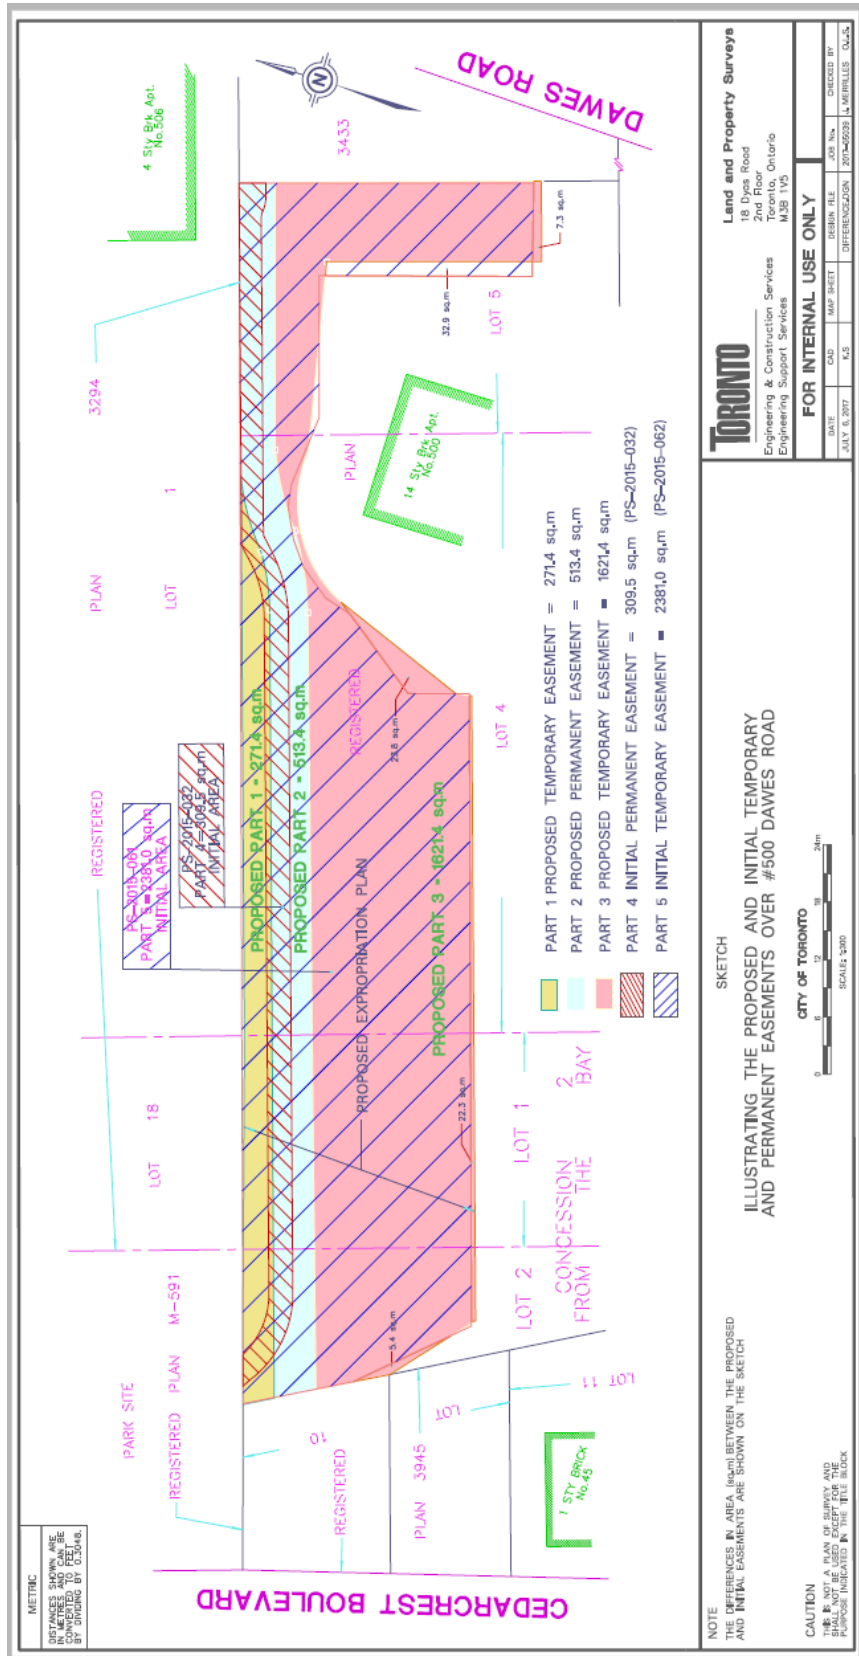 METRIC
DISTANCES SHOWN ARE
IN METRES AND CAN BE
CONVERTED TO FEET
BY DIVIDING BY 0.3048.
PARK SITE
REGISTERED PLAN M-591
LOT 18
REGISTERED
PLAN 3294
LOT 1
4 Sty Brk Apt.
No.506
3433
N
DAWES ROAD
PS-2015-061
PART 5 = 2381.0 sq.m
INITIAL AREA
PS-2015-032
PART 4=309.5 sq.m
INITIAL AREA
PROPOSED PART 1 = 271.4 sq.m
PROPOSED PART 2 = 513.4 sq.m
PROPOSED EXPROPRIATION PLAN
PROPOSED PART 3 = 1621.4 sq.m
REGISTERED
PLAN
LOT 5
32.9 sq.m
7.3 sq.m
22.3 sq.m
5.4 sq.m
14 Sty Brk Apt.
No.500
LOT 4
LOT 1
LOT 2
CONCESSION 2
FROM THE BAY
10
REGISTERED
PLAN 3945
LOT
LOT 11
1 STY BRICK
No.45
CEDARCREST BOULEVARD
PART 1 PROPOSED TEMPORARY EASEMENT = 271.4 sq.m
PART 2 PROPOSED PERMANENT EASEMENT = 513.4 sq.m
PART 3 PROPOSED TEMPORARY EASEMENT = 1621.4 sq.m
PART 4 INITIAL PERMANENT EASEMENT = 309.5 sq.m (PS-2015-032)
PART 5 INITIAL TEMPORARY EASEMENT = 2381.0 sq.m (PS-2015-062)
NOTE
THE DIFFERENCES IN AREA (sq.m) BETWEEN THE PROPOSED
AND INITIAL EASEMENTS ARE SHOWN ON THE SKETCH
CAUTION
THIS IS NOT A PLAN OF SURVEY AND
SHALL NOT BE USED EXCEPT FOR THE
PURPOSE INDICATED IN THE TITLE BLOCK
SKETCH
ILLUSTRATING THE PROPOSED AND INITIAL TEMPORARY
AND PERMANENT EASEMENTS OVER #500 DAWES ROAD
CITY OF TORONTO
0 6 12 18 24m
SCALE: 1:300
TORONTO
Engineering & Construction Services
Engineering Support Services
Land and Property Surveys
18 Dyas Road
2nd Floor
Toronto, Ontario
M3B 1V5
FOR INTERNAL USE ONLY
DATE CAD MAP SHEET DESIGN FILE JOB No. CHECKED BY
JULY 6, 2017 K.S DIFFERENCE.DGN 2017-05039 J. MERRILLES O.L.S.